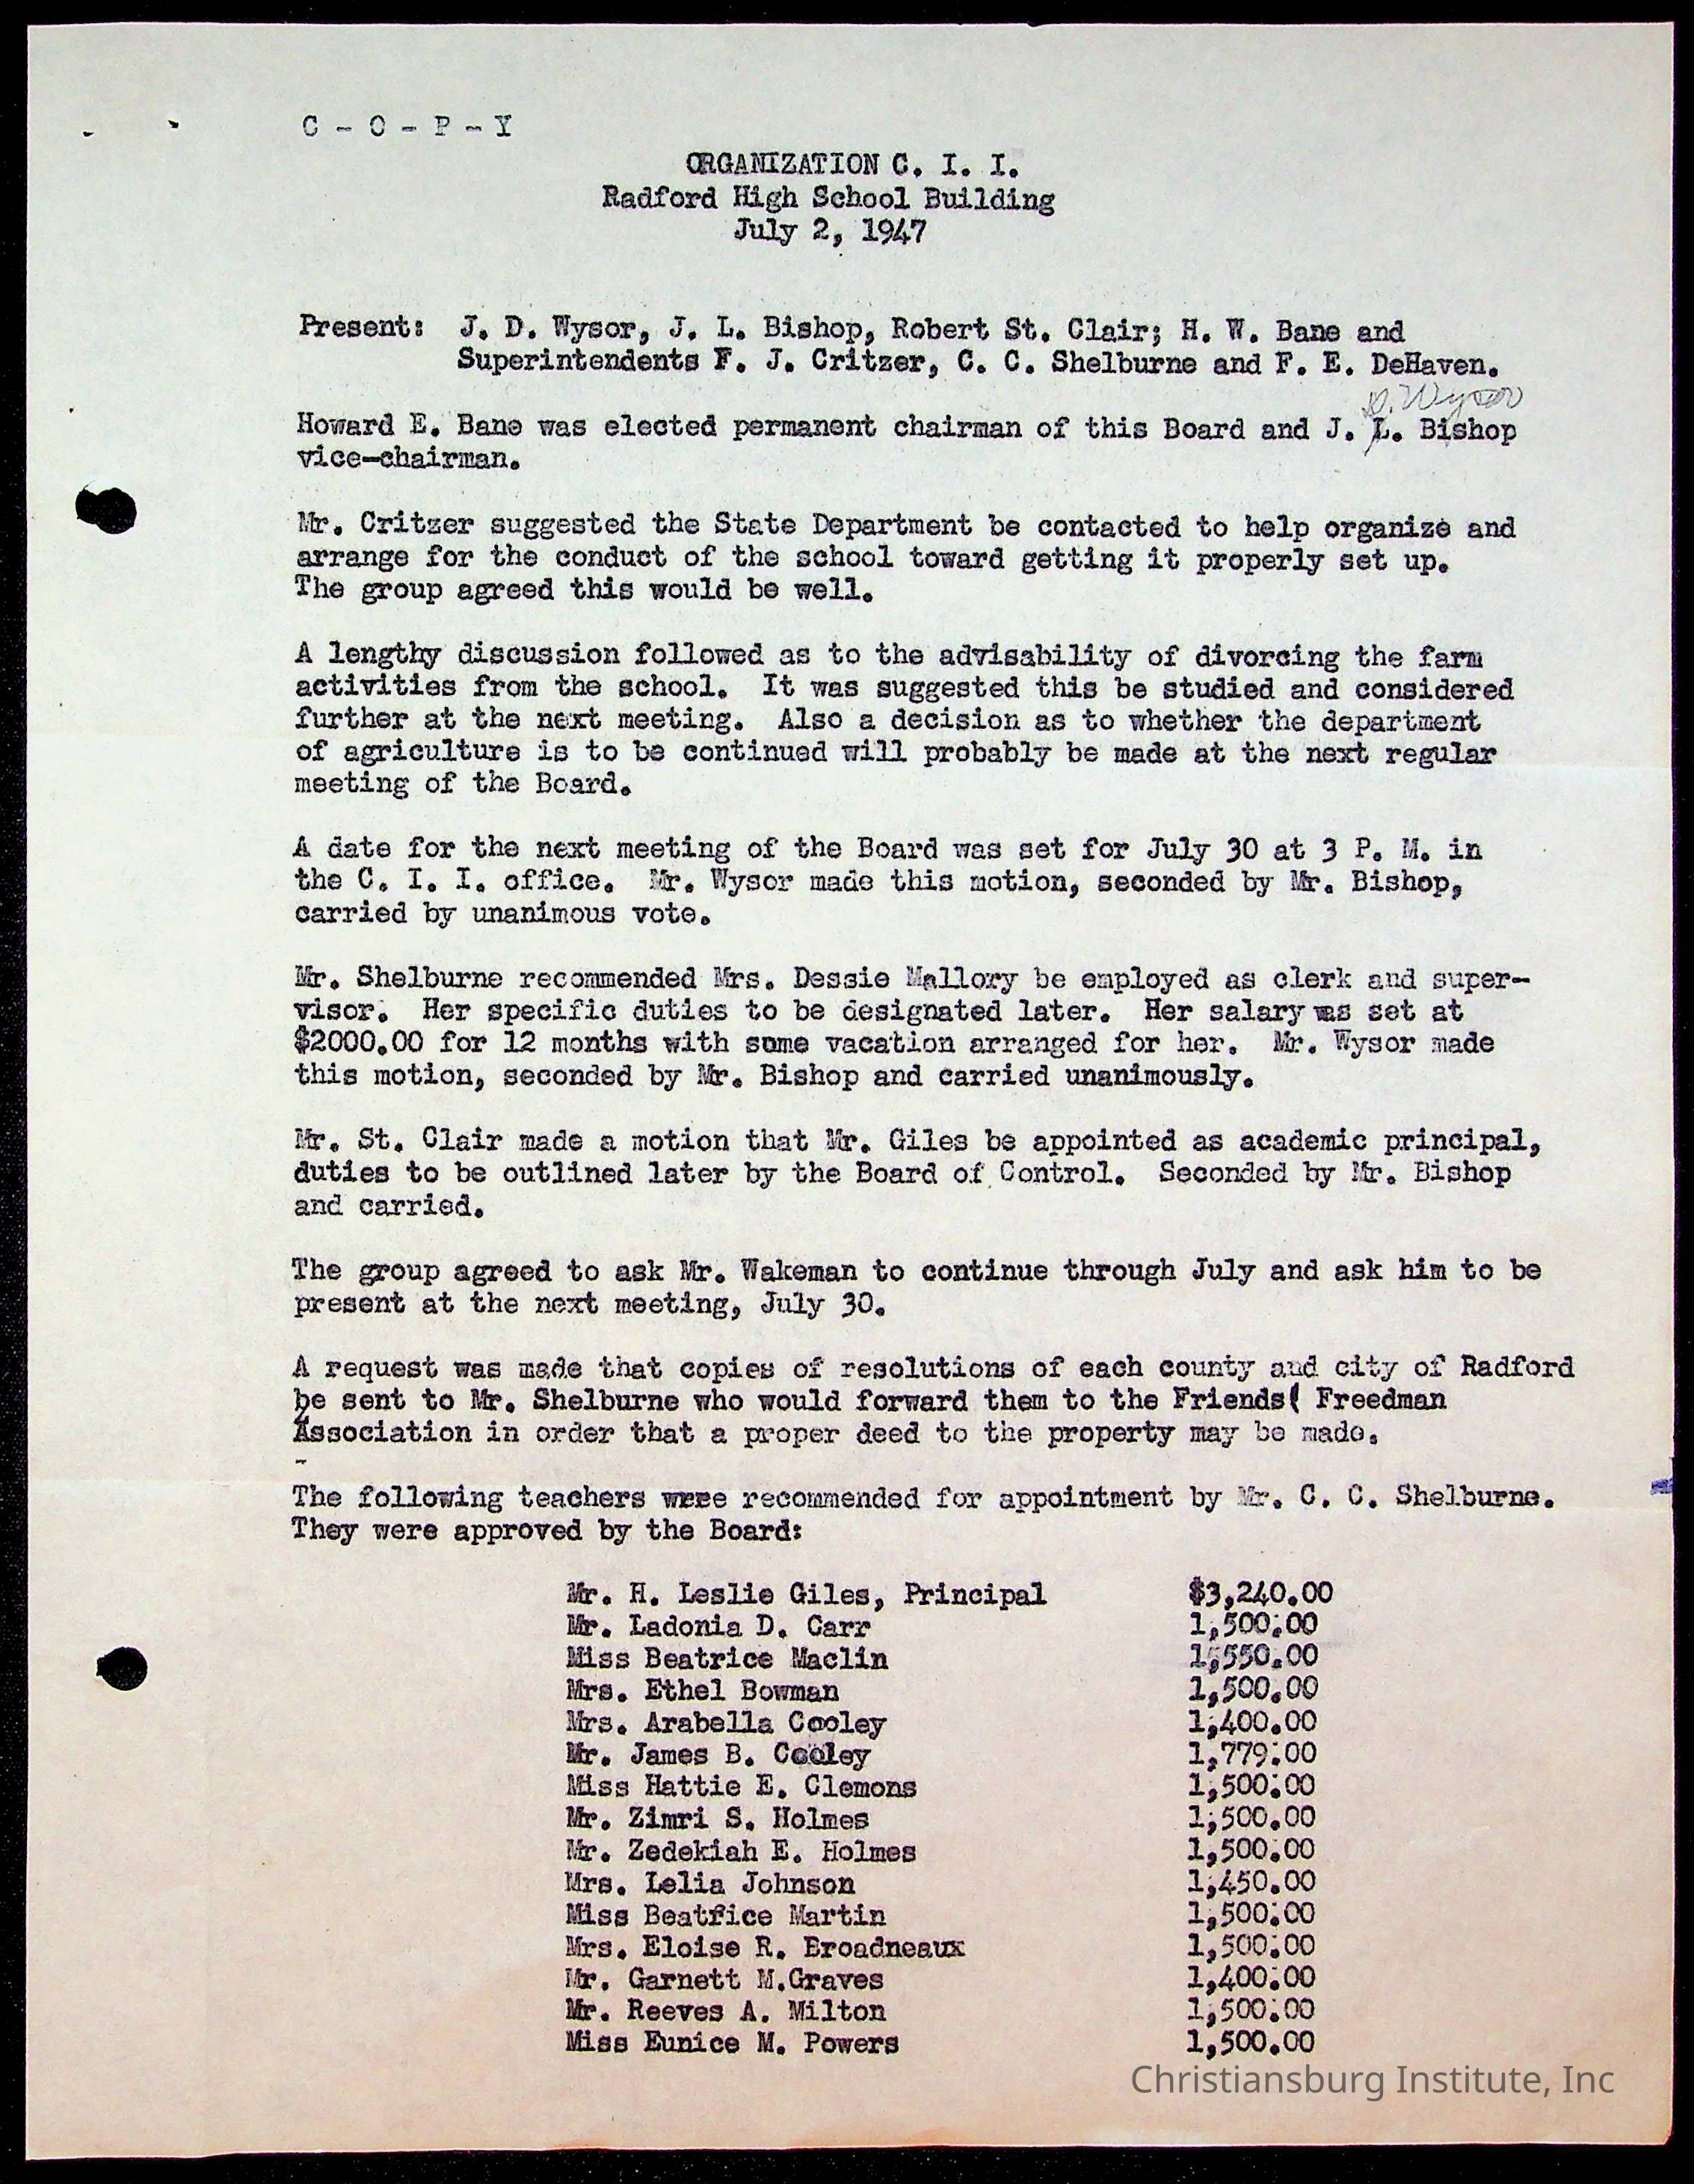 C - O - P - Y
ORGANIZATION C. I. I.
Radford High School Building
July 2, 1947
Present: J. D. Wysor, J. L. Bishop, Robert St. Clair; H. W. Bane and
Superintendents F. J. Critzer, C. C. Shelburne and F. E. DeHaven.
D. Wysor
Howard E. Bane was elected permanent chairman of this Board and J. L. Bishop
vice-chairman.
Mr. Critzer suggested the State Department be contacted to help organize and
arrange for the conduct of the school toward getting it properly set up.
The group agreed this would be well.
A lengthy discussion followed as to the advisability of divorcing the farm
activities from the school. It was suggested this be studied and considered
further at the next meeting. Also a decision as to whether the department
of agriculture is to be continued will probably be made at the next regular
meeting of the Board.
A date for the next meeting of the Board was set for July 30 at 3 P. M. in
the C. I. I. office. Mr. Wysor made this motion, seconded by Mr. Bishop,
carried by unanimous vote.
Mr. Shelburne recommended Mrs. Dessie Mallory be employed as clerk and super-
visor. Her specific duties to be designated later. Her salary was set at
$2000.00 for 12 months with some vacation arranged for her. Mr. Wysor made
this motion, seconded by Mr. Bishop and carried unanimously.
Mr. St. Clair made a motion that Mr. Giles be appointed as academic principal,
duties to be outlined later by the Board of Control. Seconded by Mr. Bishop
and carried.
The group agreed to ask Mr. Wakeman to continue through July and ask him to be
present at the next meeting, July 30.
A request was made that copies of resolutions of each county and city of Radford
be sent to Mr. Shelburne who would forward them to the Friends( Freedman
Association in order that a proper deed to the property may be made.
The following teachers were recommended for appointment by Mr. C. C. Shelburne.
They were approved by the Board:
Mr. H. Leslie Giles, Principal $3,240.00
Mr. Ladonia D. Carr 1,500.00
Miss Beatrice Maclin 1,550.00
Mrs. Ethel Bowman 1,500.00
Mrs. Arabella Cooley 1,400.00
Mr. James B. Cooley 1,779.00
Miss Hattie E. Clemons 1,500.00
Mr. Zimri S. Holmes 1,500.00
Mr. Zedekiah E. Holmes 1,500.00
Mrs. Lelia Johnson 1,450.00
Miss Beatrice Martin 1,500.00
Mrs. Eloise R. Broadneaux 1,500.00
Mr. Garnett M.Graves 1,400.00
Mr. Reeves A. Milton 1,500.00
Miss Eunice M. Powers 1,500.00
Christiansburg Institute, Inc